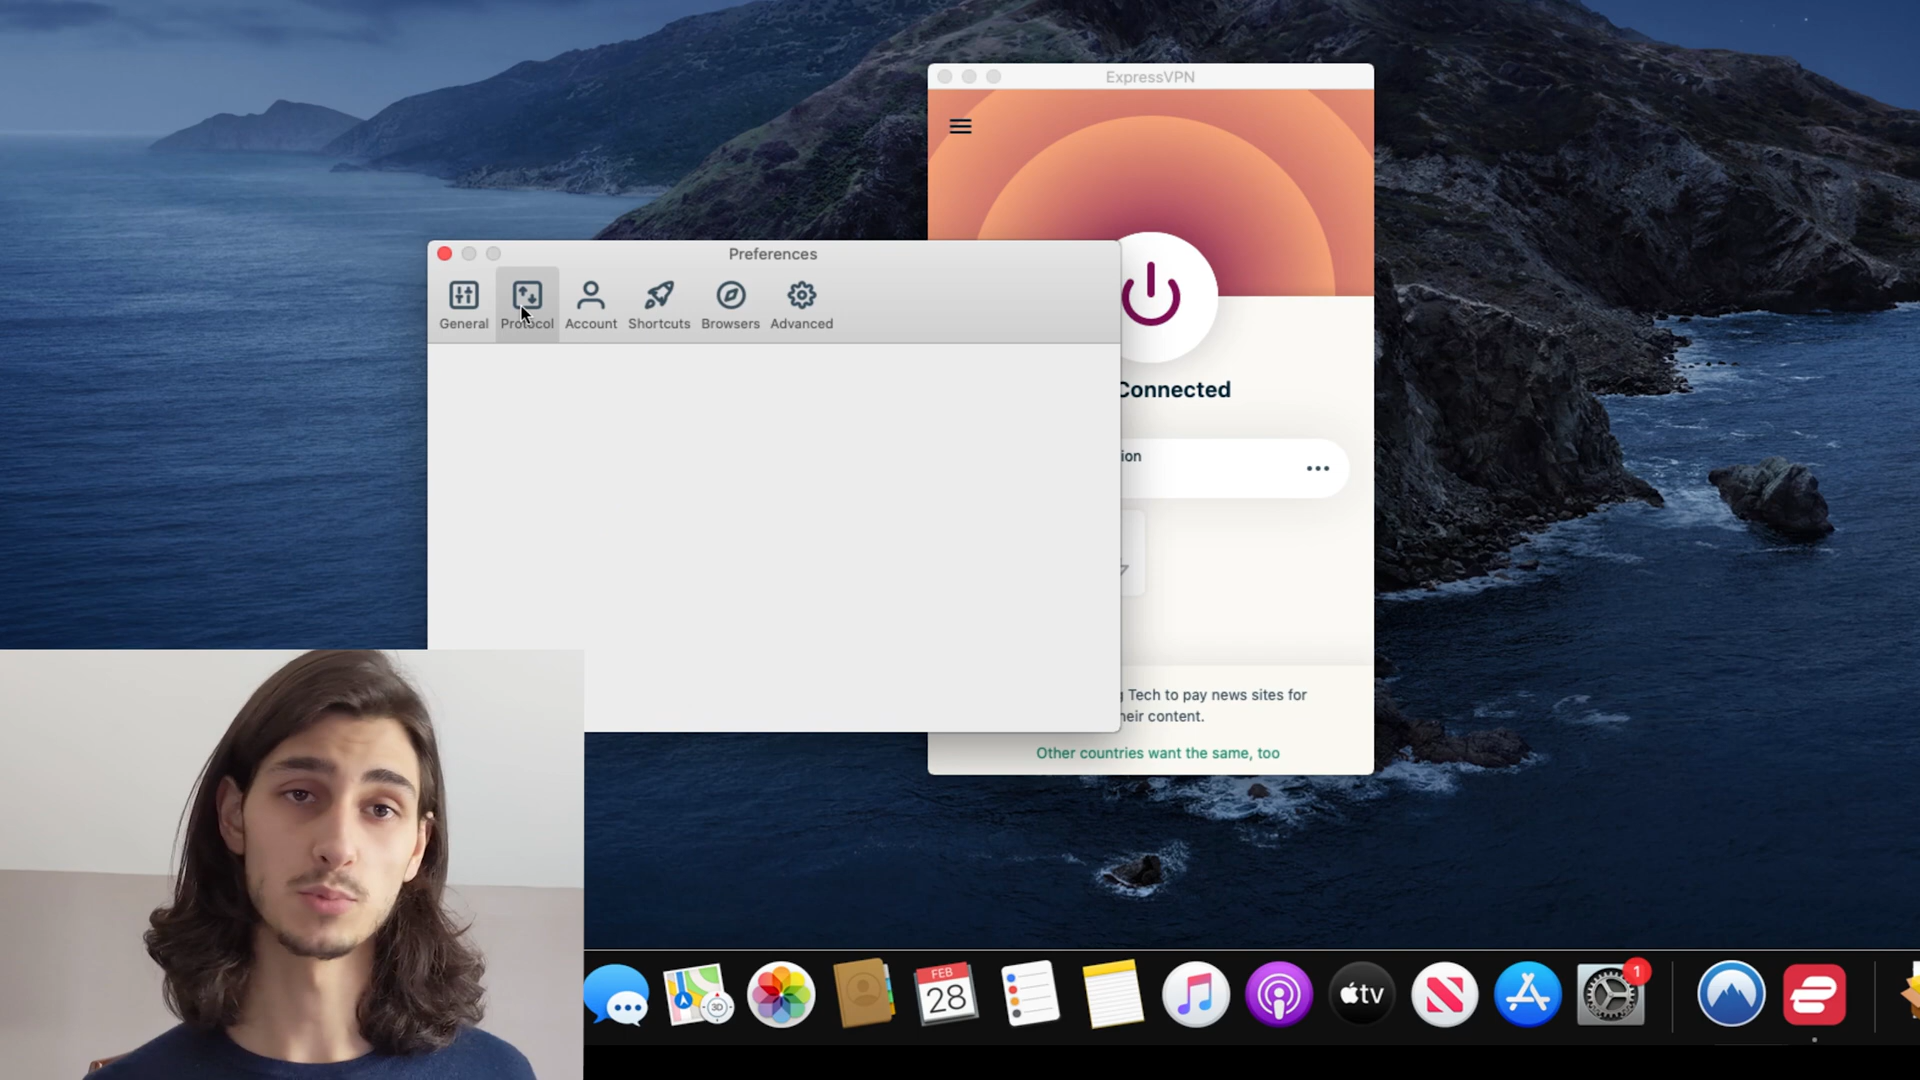 ExpressVPN
Preferences
General
Protocol
Account
Shortcuts
Browsers
Advanced
Connected
ion
g Tech to pay news sites for
heir content.
Other countries want the same, too
3D
FEB
28
tv
1